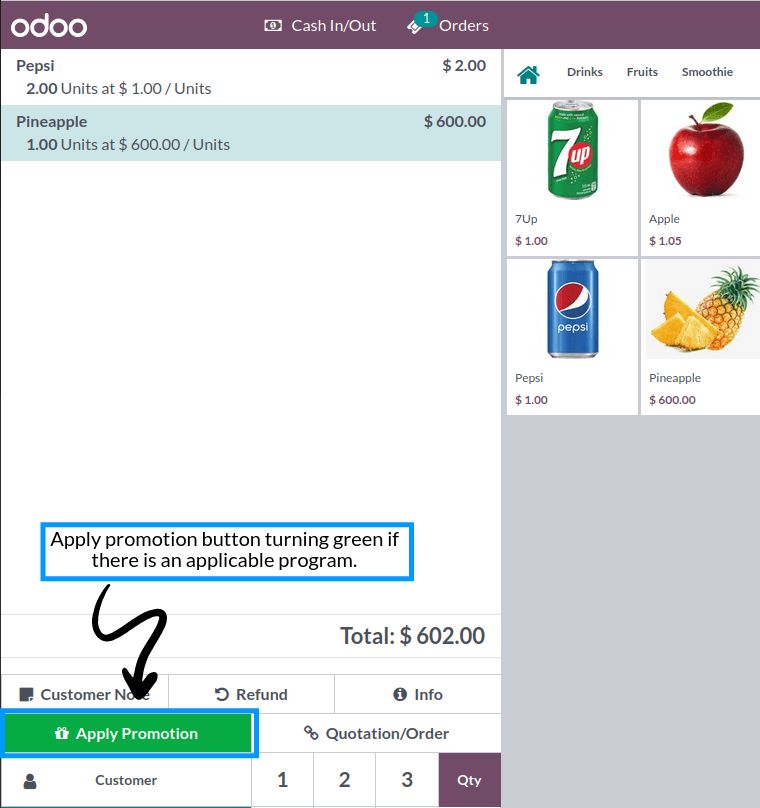 odoo
Cash In/Out
1
Orders
Pepsi
$ 2.00
2.00 Units at $ 1.00 / Units
Pineapple
$ 600.00
1.00 Units at $ 600.00 / Units
Drinks
Fruits
Smoothie
7up
7Up
$ 1.00
Apple
$ 1.05
pepsi
Pepsi
$ 1.00
Pineapple
$ 600.00
Apply promotion button turning green if
there is an applicable program.
Total: $ 602.00
Customer Note
Refund
Info
Apply Promotion
Quotation/Order
Customer
1
2
3
Qty